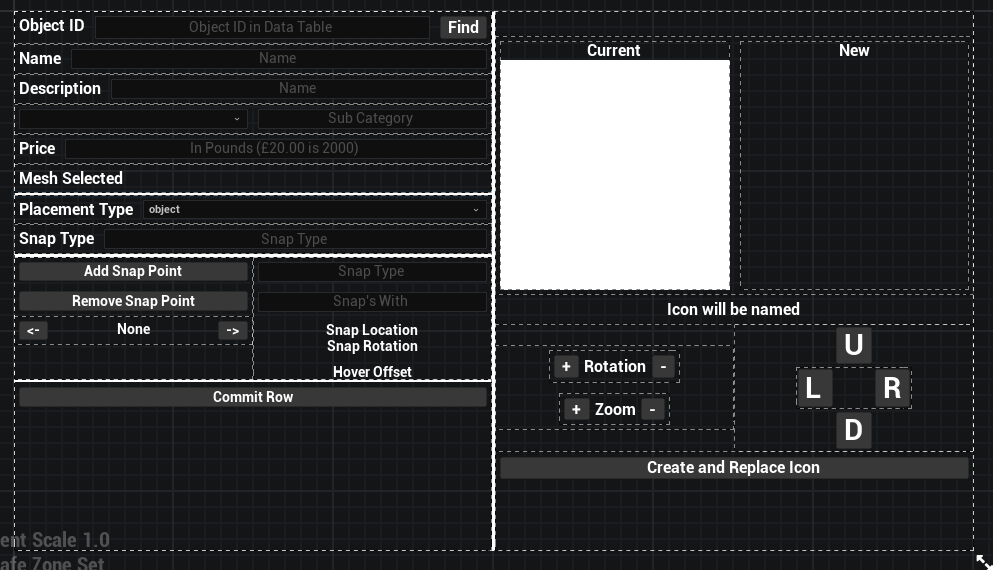 Object ID Object ID in Data Table Find
Name Name
Description Name
Sub Category
Price In Pounds (£20.00 is 2000)
Mesh Selected
Placement Type object
Snap Type Snap Type
Add Snap Point Snap Type
Remove Snap Point Snap's With
<- None ->
Snap Location
Snap Rotation
Hover Offset
Commit Row
Current New
Icon will be named
+ Rotation -
+ Zoom -
U
L R
D
Create and Replace Icon
ent Scale 1.0
afe Zone Set